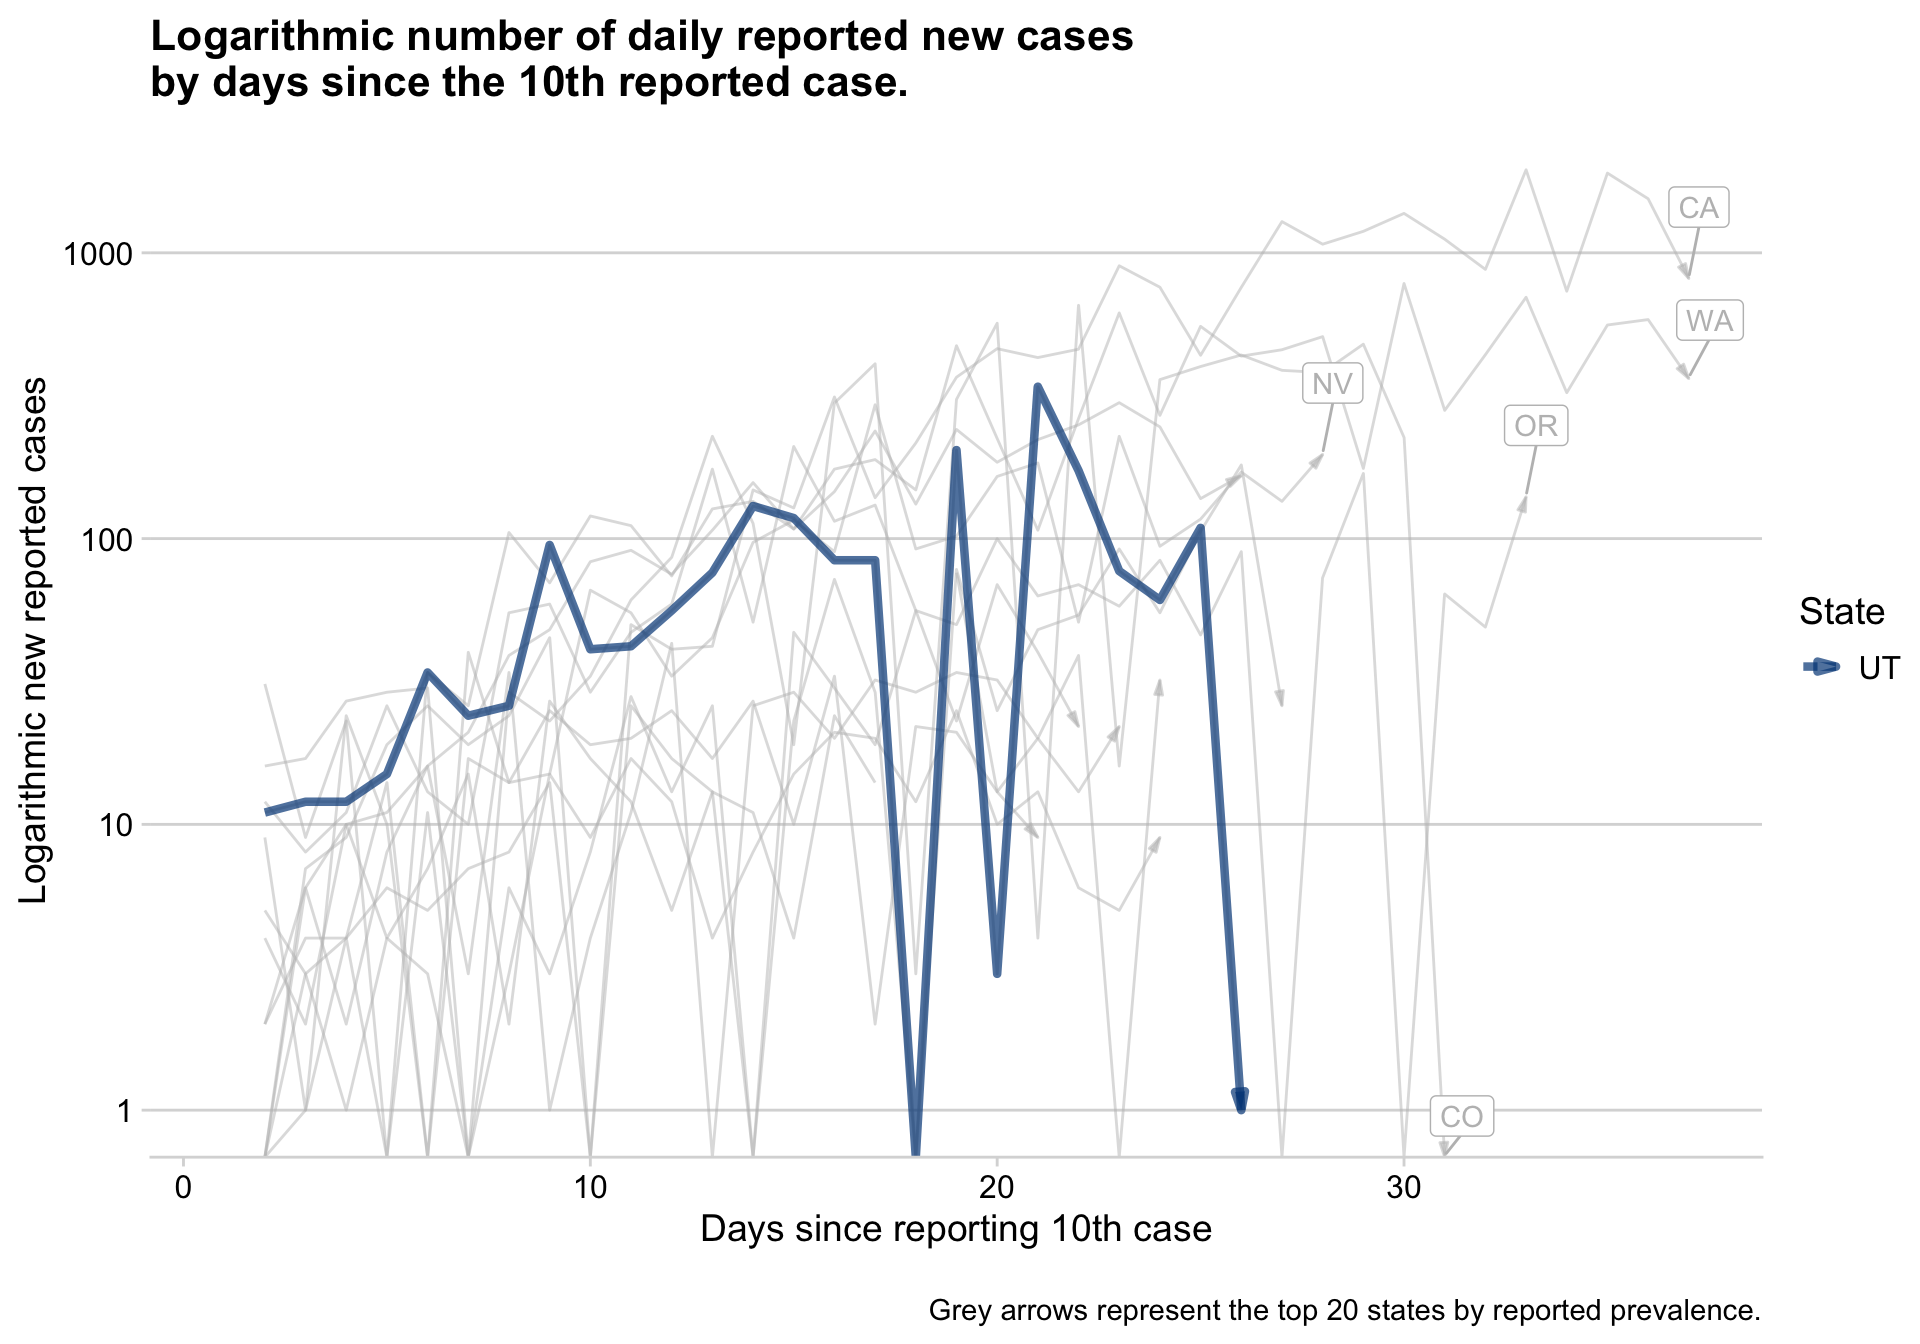 Logarithmic number of daily reported new cases
by days since the 10th reported case.
Logarithmic new reported cases
1000
100
10
1
CA
WA
NV
OR
CO
State
UT
0
10
20
30
Days since reporting 10th case
Grey arrows represent the top 20 states by reported prevalence.